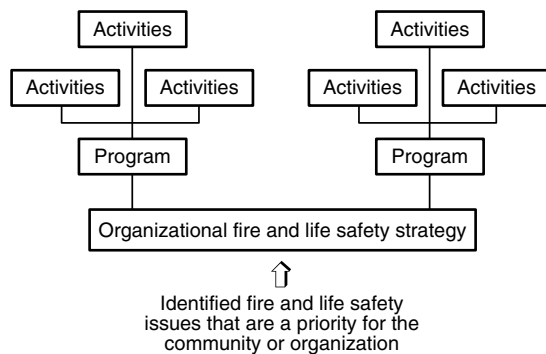 Activities
Activities
Activities
Activities
Activities
Activities
Program
Program
Organizational fire and life safety strategy
Identified fire and life safety
issues that are a priority for the
community or organization